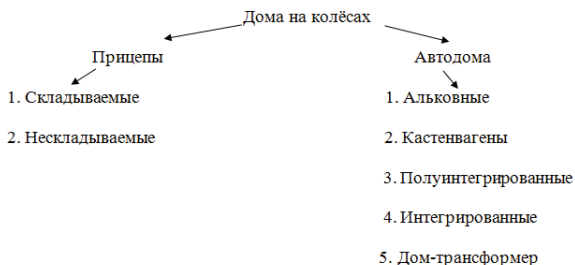 Дома на колёсах
Прицепы
1. Складываемые
2. Нескладываемые
Автодома
1. Альковные
2. Кастенвагены
3. Полуинтегрированные
4. Интегрированные
5. Дом-трансформер